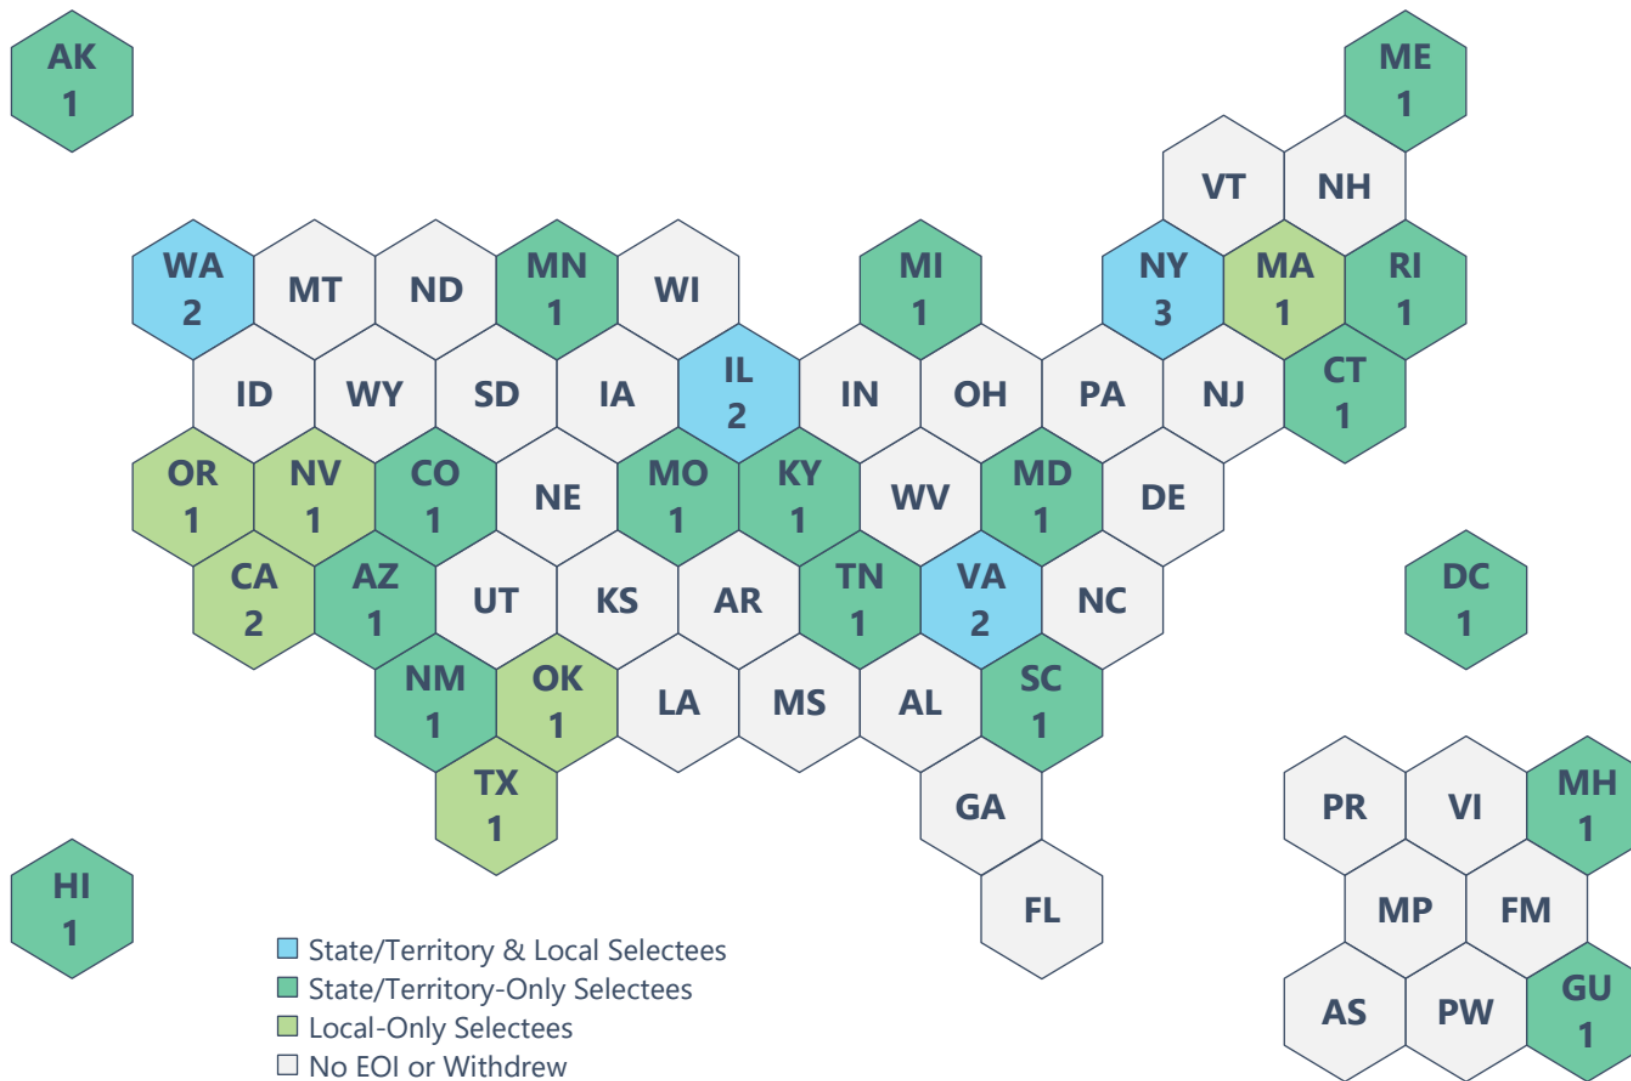 AK
1
ME
1
VT
NH
WA
2
MT
ND
MN
1
WI
MI
1
NY
3
MA
1
RI
1
ID
WY
SD
IA
IL
2
IN
OH
PA
NJ
CT
1
OR
1
NV
1
CO
1
NE
MO
1
KY
1
WV
MD
1
DE
CA
2
AZ
1
UT
KS
AR
TN
1
VA
2
NC
DC
1
NM
1
OK
1
LA
MS
AL
SC
1
TX
1
GA
PR
VI
MH
1
HI
1
FL
MP
FM
AS
PW
GU
1
State/Territory & Local Selectees
State/Territory-Only Selectees
Local-Only Selectees
No EOI or Withdrew